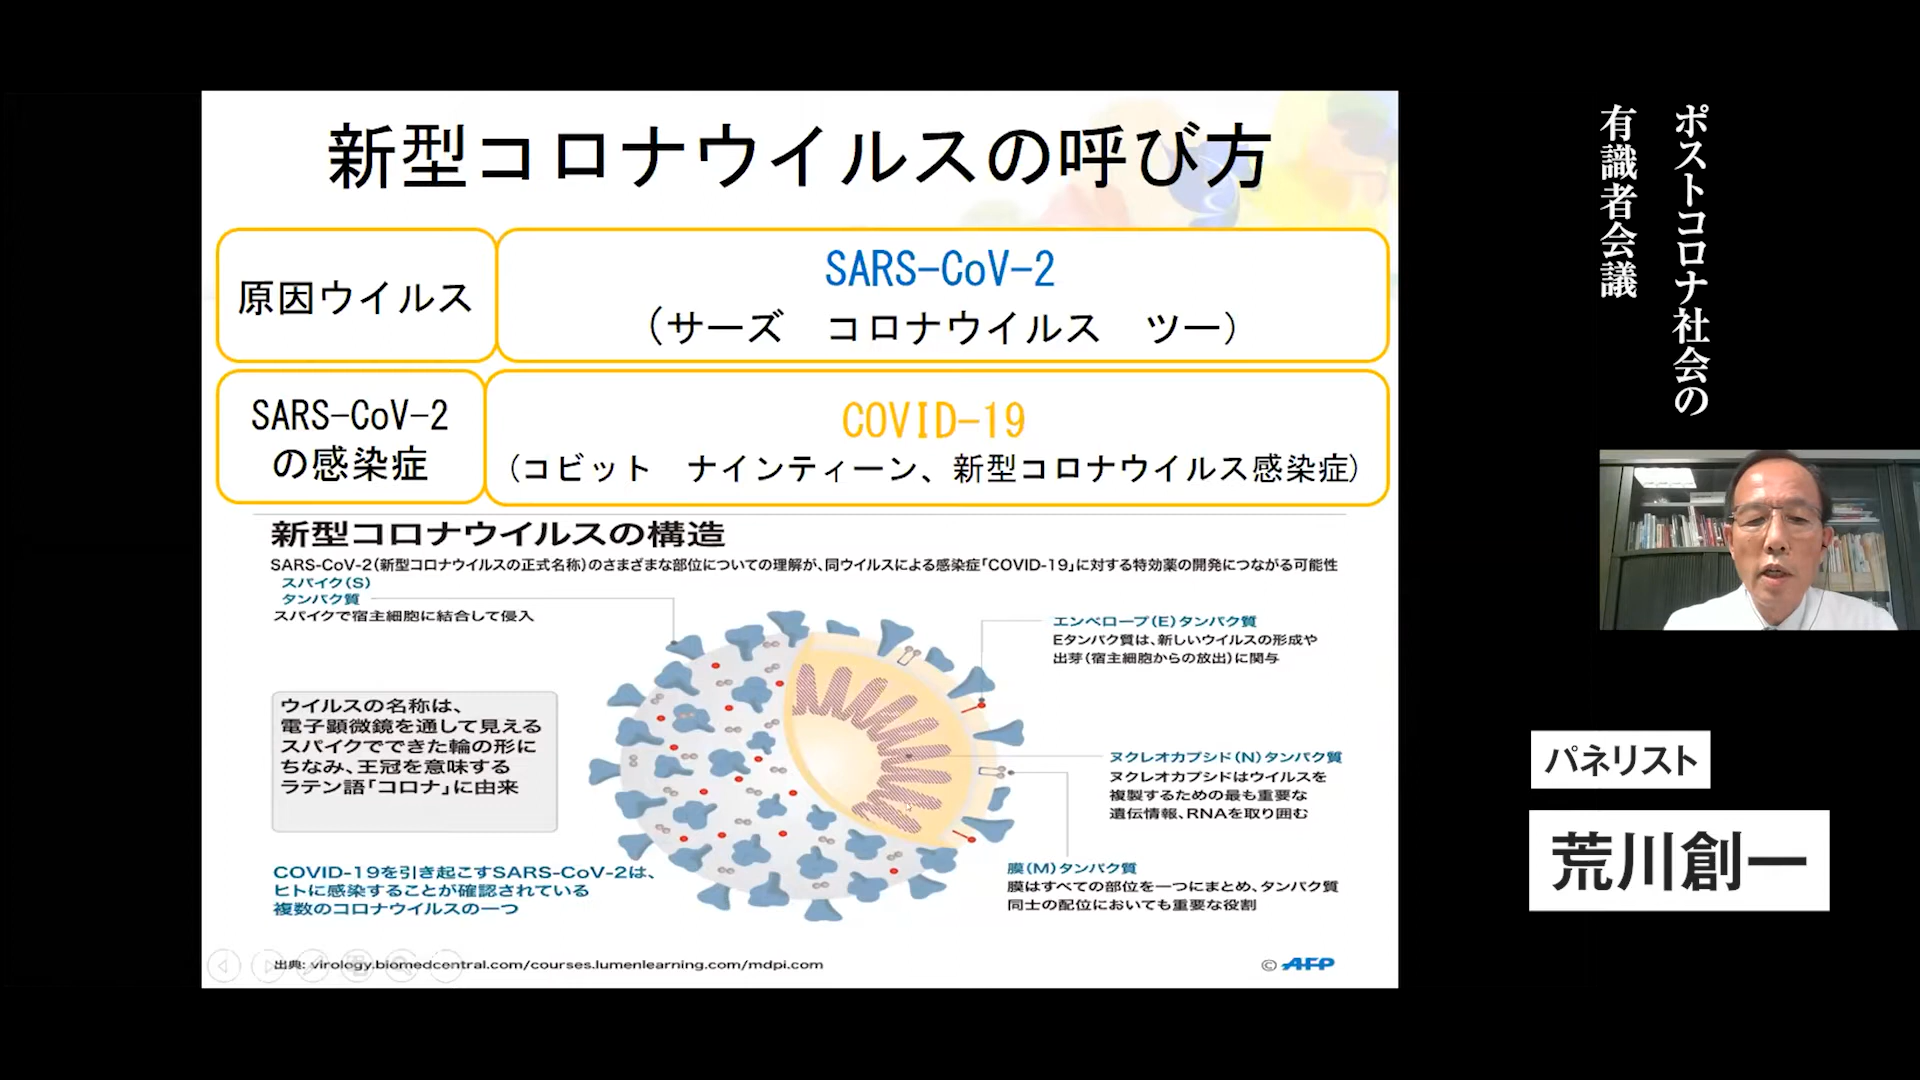 新型コロナウイルスの呼び方
原因ウイルス
SARS-CoV-2
(サーズ コロナウイルス ツー)
SARS-CoV-2
の感染症
COVID-19
(コビット ナインティーン、新型コロナウイルス感染症)
新型コロナウイルスの構造
SARS-CoV-2(新型コロナウイルスの正式名称)のさまざまな部位についての理解が、同ウイルスによる感染症「COVID-19」に対する特効薬の開発につながる可能性
スパイク(S)
タンパク質
スパイクで宿主細胞に結合して侵入
エンベロープ(E)タンパク質
Eタンパク質は、新しいウイルスの形成や
出芽(宿主細胞からの放出)に関与
ウイルスの名称は、
電子顕微鏡を通して見える
スパイクでできた輪の形に
ちなみ、王冠を意味する
ラテン語「コロナ」に由来
ヌクレオカプシド(N)タンパク質
ヌクレオカプシドはウイルスを
複製するための最も重要な
遺伝情報、RNAを取り囲む
COVID-19を引き起こすSARS-CoV-2は、
ヒトに感染することが確認されている
複数のコロナウイルスの一つ
膜(M)タンパク質
膜はすべての部位を一つにまとめ、タンパク質
同士の配位においても重要な役割
出典: virology.biomedcentral.com/courses.lumenlearning.com/mdpi.com
© AFP
ポストコロナ社会の
有識者会議
パネリスト
荒川創一